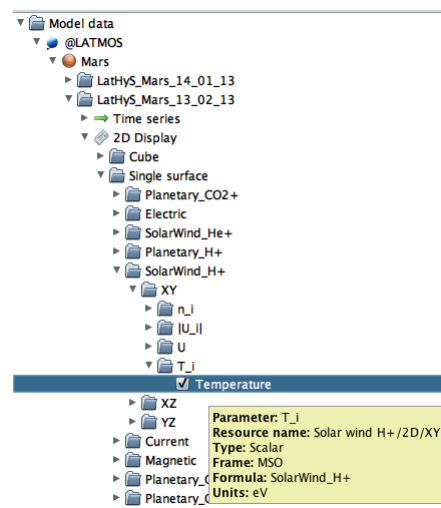 Model data
@LATMOS
Mars
LatHyS_Mars_14_01_13
LatHyS_Mars_13_02_13
Time series
2D Display
Cube
Single surface
Planetary_CO2+
Electric
SolarWind_He+
Planetary_H+
SolarWind_H+
XY
n_i
|U_i|
U
T_i
Temperature
XZ
YZ
Current
Magnetic
Planetary_
Planetary_
Parameter: T_i
Resource name: Solar wind H+/2D/XY
Type: Scalar
Frame: MSO
Formula: SolarWind_H+
Units: eV